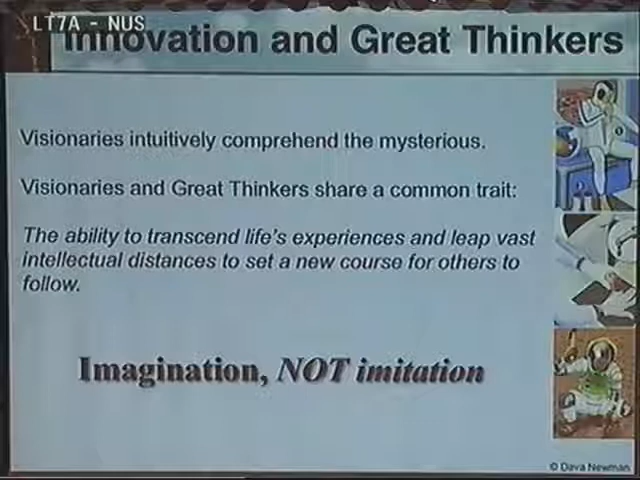 LT7A - NUS
Innovation and Great Thinkers
Visionaries intuitively comprehend the mysterious.
Visionaries and Great Thinkers share a common trait:
The ability to transcend life's experiences and leap vast
intellectual distances to set a new course for others to
follow.
Imagination, NOT imitation
© Dava Newman